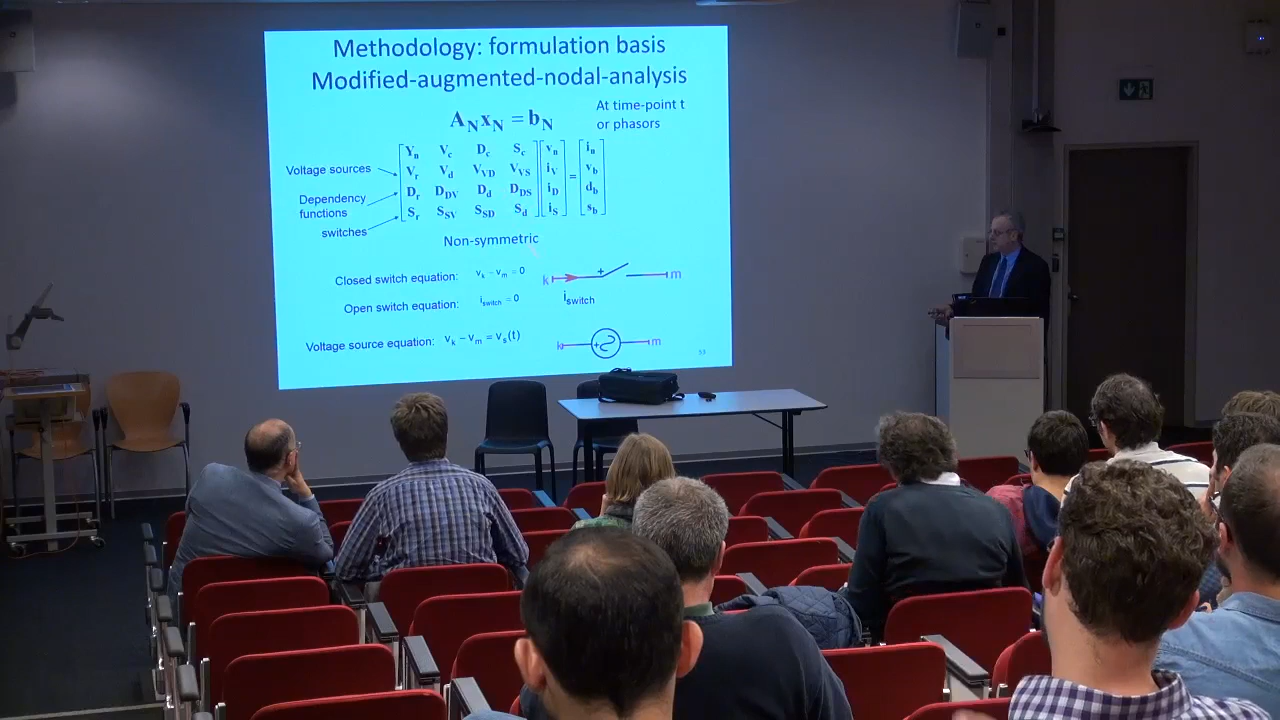 Methodology: formulation basis
Modified-augmented-nodal-analysis
A_N x_N = b_N
At time-point t
or phasors
Voltage sources
Dependency
functions
switches
Y_n V_c D_c S_c v_n i_n
V_r V_d V_VD V_VS i_V = v_b
D_r D_DV D_d D_DS i_D d_b
S_r S_SV S_SD S_d i_S s_b
Non-symmetric
Closed switch equation: v_k - v_m = 0
k + m
Open switch equation: i_switch = 0
i_switch
Voltage source equation: v_k - v_m = v_s(t)
k + m
53